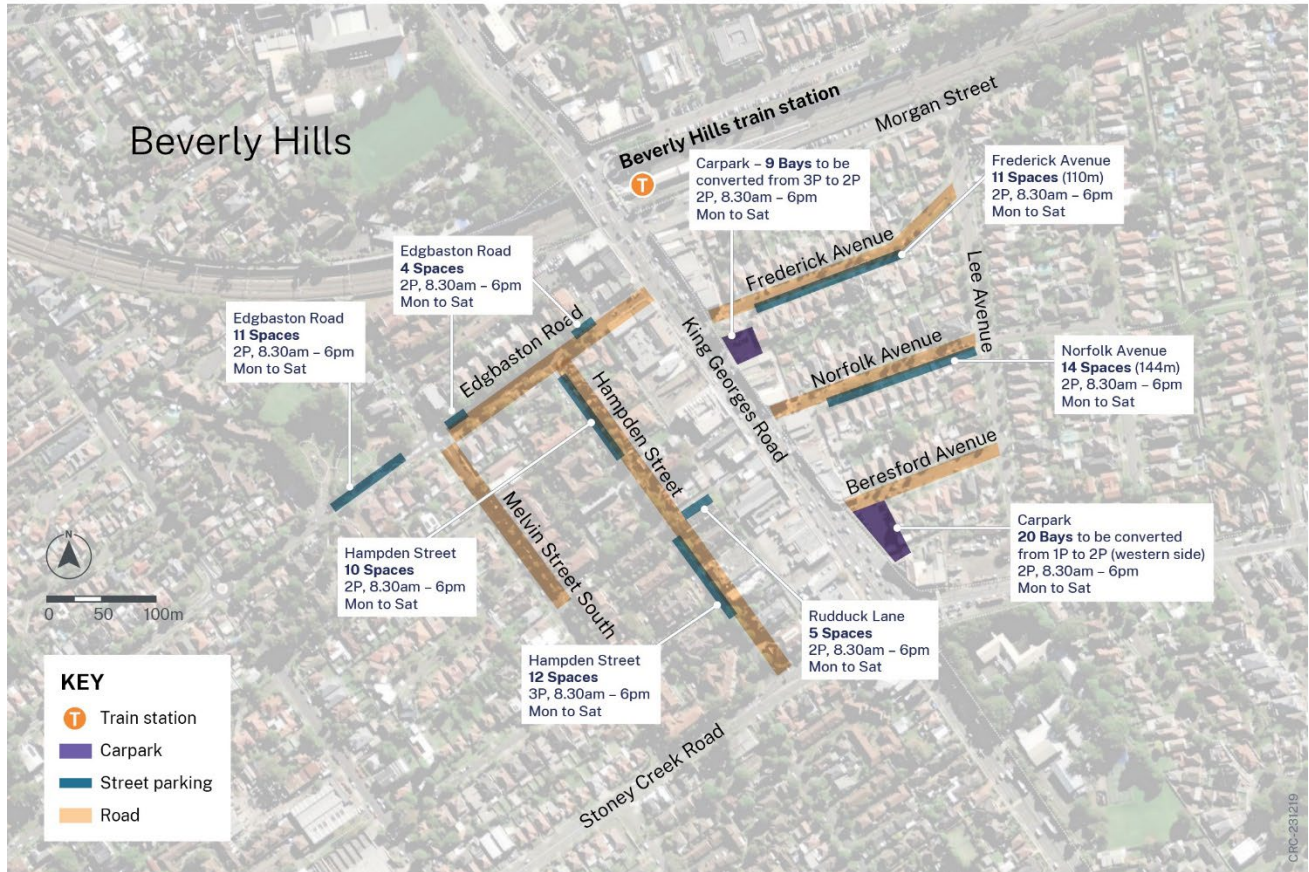 Beverly Hills
Beverly Hills train station
T
Morgan Street
Carpark – 9 Bays to be
converted from 3P to 2P
2P, 8.30am – 6pm
Mon to Sat
Frederick Avenue
11 Spaces (110m)
2P, 8.30am – 6pm
Mon to Sat
Edgbaston Road
4 Spaces
2P, 8.30am – 6pm
Mon to Sat
Frederick Avenue
Lee Avenue
Edgbaston Road
11 Spaces
2P, 8.30am – 6pm
Mon to Sat
Edgbaston Road
King Georges Road
Norfolk Avenue
Norfolk Avenue
14 Spaces (144m)
2P, 8.30am – 6pm
Mon to Sat
Hampden Street
Beresford Avenue
Melvin Street South
N
0 50 100m
Hampden Street
10 Spaces
2P, 8.30am – 6pm
Mon to Sat
Carpark
20 Bays to be converted
from 1P to 2P (western side)
2P, 8.30am – 6pm
Mon to Sat
Rudduck Lane
5 Spaces
2P, 8.30am – 6pm
Mon to Sat
Hampden Street
12 Spaces
3P, 8.30am – 6pm
Mon to Sat
Stoney Creek Road
KEY
T Train station
Carpark
Street parking
Road
CRC-231219